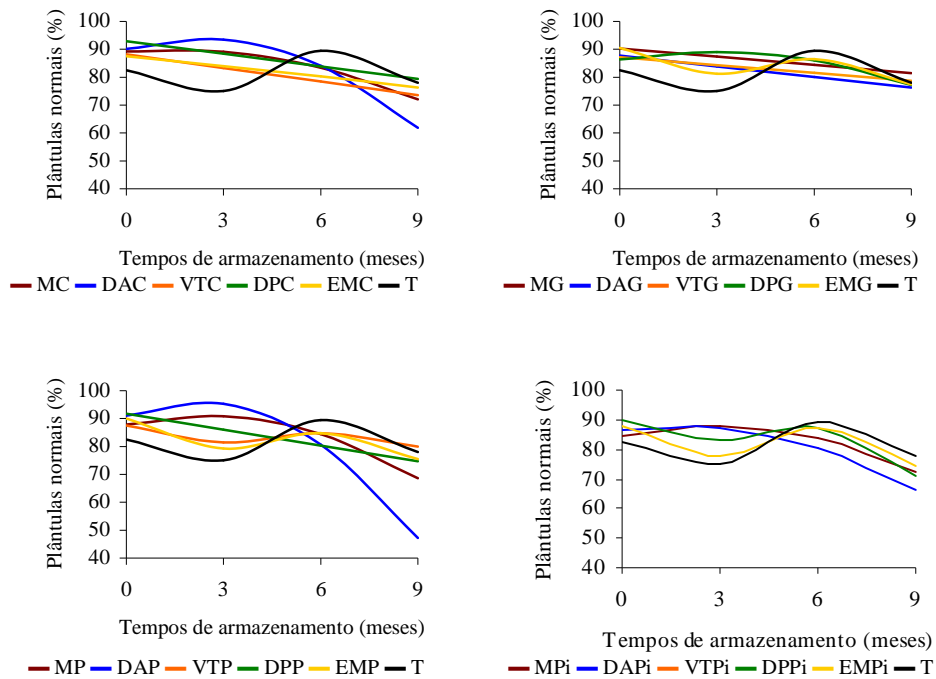 Plântulas normais (%)
100
90
80
70
60
50
40
0 3 6 9
Tempos de armazenamento (meses)
MC DAC VTC DPC EMC T
Plântulas normais (%)
100
90
80
70
60
50
40
0 3 6 9
Tempos de armazenamento (meses)
MG DAG VTG DPG EMG T
Plântulas normais (%)
100
90
80
70
60
50
40
0 3 6 9
Tempos de armazenamento (meses)
MP DAP VTP DPP EMP T
Plântulas normais (%)
100
90
80
70
60
50
40
0 3 6 9
Tempos de armazenamento (meses)
MPi DAPi VTPi DPPi EMPi T